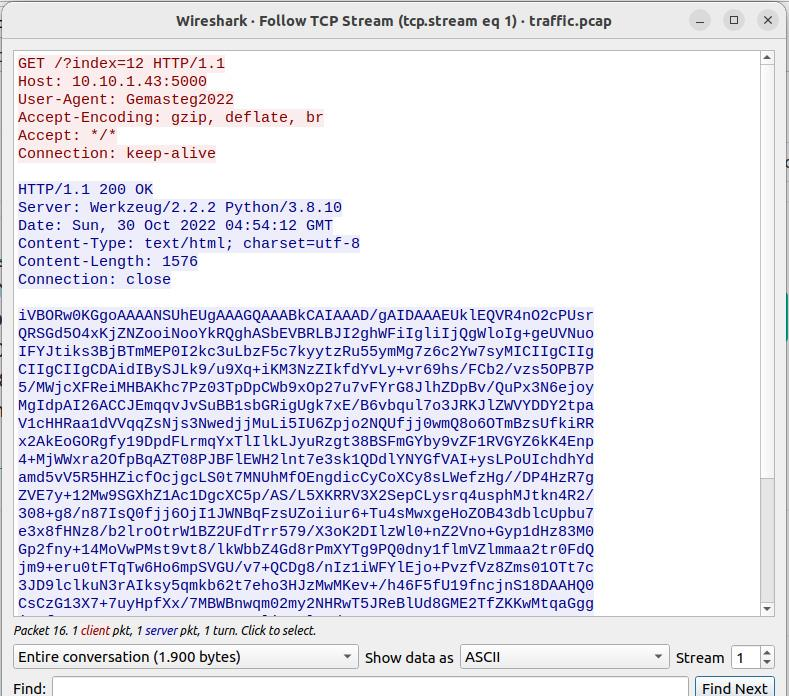 Wireshark · Follow TCP Stream (tcp.stream eq 1) · traffic.pcap
GET /?index=12 HTTP/1.1
Host: 10.10.1.43:5000
User-Agent: Gemasteg2022
Accept-Encoding: gzip, deflate, br
Accept: */*
Connection: keep-alive
HTTP/1.1 200 OK
Server: Werkzeug/2.2.2 Python/3.8.10
Date: Sun, 30 Oct 2022 04:54:12 GMT
Content-Type: text/html; charset=utf-8
Content-Length: 1576
Connection: close
iVBORw0KGgoAAAANSUhEUgAAAGQAAABkCAIAAAD/gAIDAAAEUklEQVR4nO2cPUsr
QRSGd5O4xKjZNZooiNooYkRQghASbEVBRLBJI2ghWFiIgliIjQgWloIg+geUVNuo
IFYJtiks3BjBTmMEP0I2kc3uLbzF5c7kyytzRu55ymMg7z6c2Yw7syMICIIgCIIg
CIIgCIIgCDAidIBySJLk9/u9Xq+iKM3NzZIkfdYvLy+vr69hs/FCb2/vzs5OPB7P
5/MWjcXFReiMHBAKhc7Pz03TpDpCWb9xOp27u7vFYrG8JlhZDpBv/QuPx3N6ejoy
MgIdpAI26ACCJEmqqvJvSuBB1sbGRigUgk7xE/B6vbqul7o3JRKJlZWVYDDY2tpa
V1cHHRaa1dVVqqZsNjs3NwedjjMuLi5IU6Zpjo2NQUfjj0wmQ8o6OTmBzsUfkiRR
x2AkEoGORgfy19DpdFLrmqYxTlIlkLJyuRzgt38BSFmGYby9vZF1RVGYZ6kK4Enp
4+MjWWxra2OfpBqAZT08PJBFlEWH2lnt7e3sk1QDdlYNYGfVAI+ysLPoUIchdhYd
amd5vV5R5HHZicfOcjgcLS0t7MNUhMfOEngdicCyCoXCy8sLWefzHg//DP4HzR7g
ZVE7y+12Mw9SGXhZ1Ac1DgcXC5p/AS/L5XKRRV3X2SepCLysrq4usphMJtkn4R2/
308+g8/n87IsQ0fjj6OjI1JWNBqFzsUZoiiur6+Tu4sMwxgeHoZOB43dblcUpbu7
e3x8fHNz8/b2lroOtrW1BZ2UFdTrr579/X3oK2DIlzWl0+nZ2Vno+Gyp1dHz83M0
Gp2fny+14MoVwPMst9vt8/lkWbbZ4Gd8rPmXYTg9PQ0dny1flmVZlmmaa2tr0FdQ
jm9+eru0tFTqTw6Ho6mpSVGU/v7+QCDg8/nIz1iWFYlEjo+PvzfVz8Zms01OTt7c
3JD9lclkuN3rAIksy5qmkb62t7eho3HJzMwMKev+/h46F5fU19fncjnS18DAAHQ0